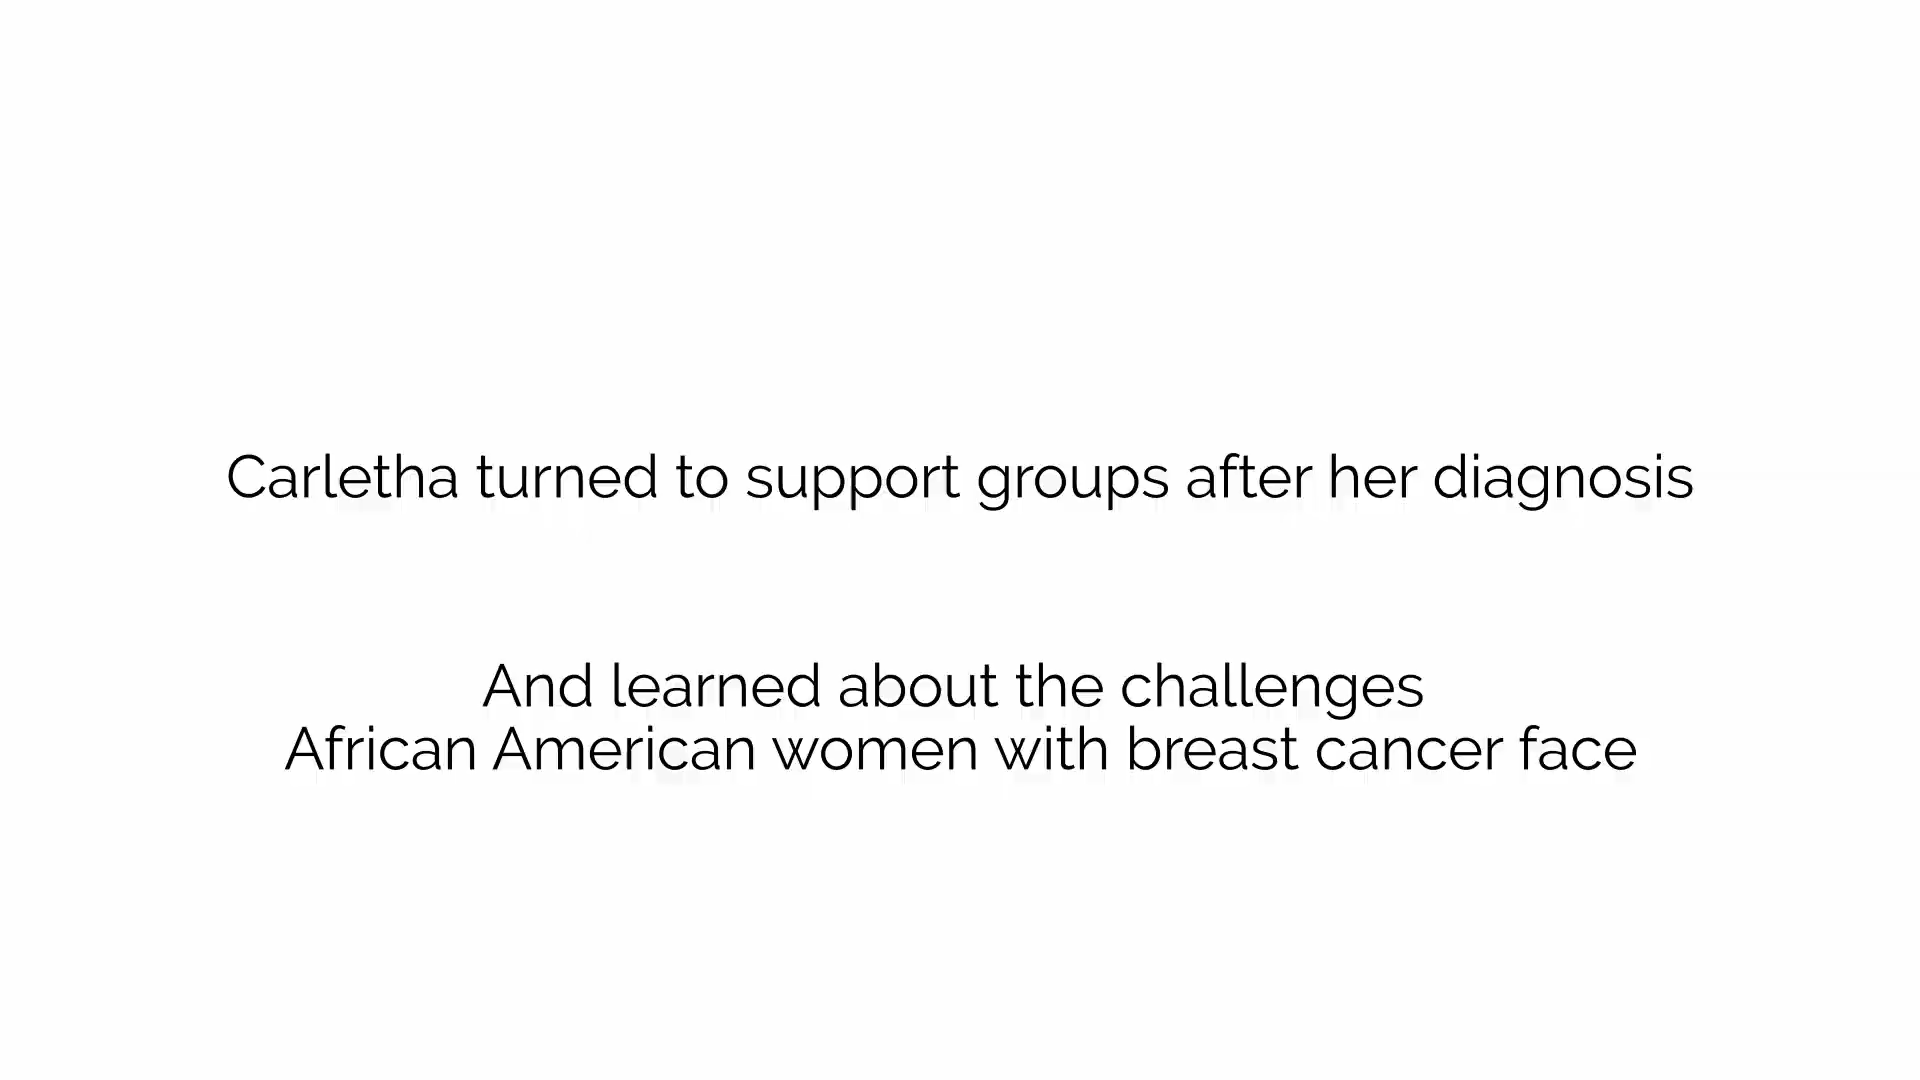 Carletha turned to support groups after her diagnosis
And learned about the challenges
African American women with breast cancer face